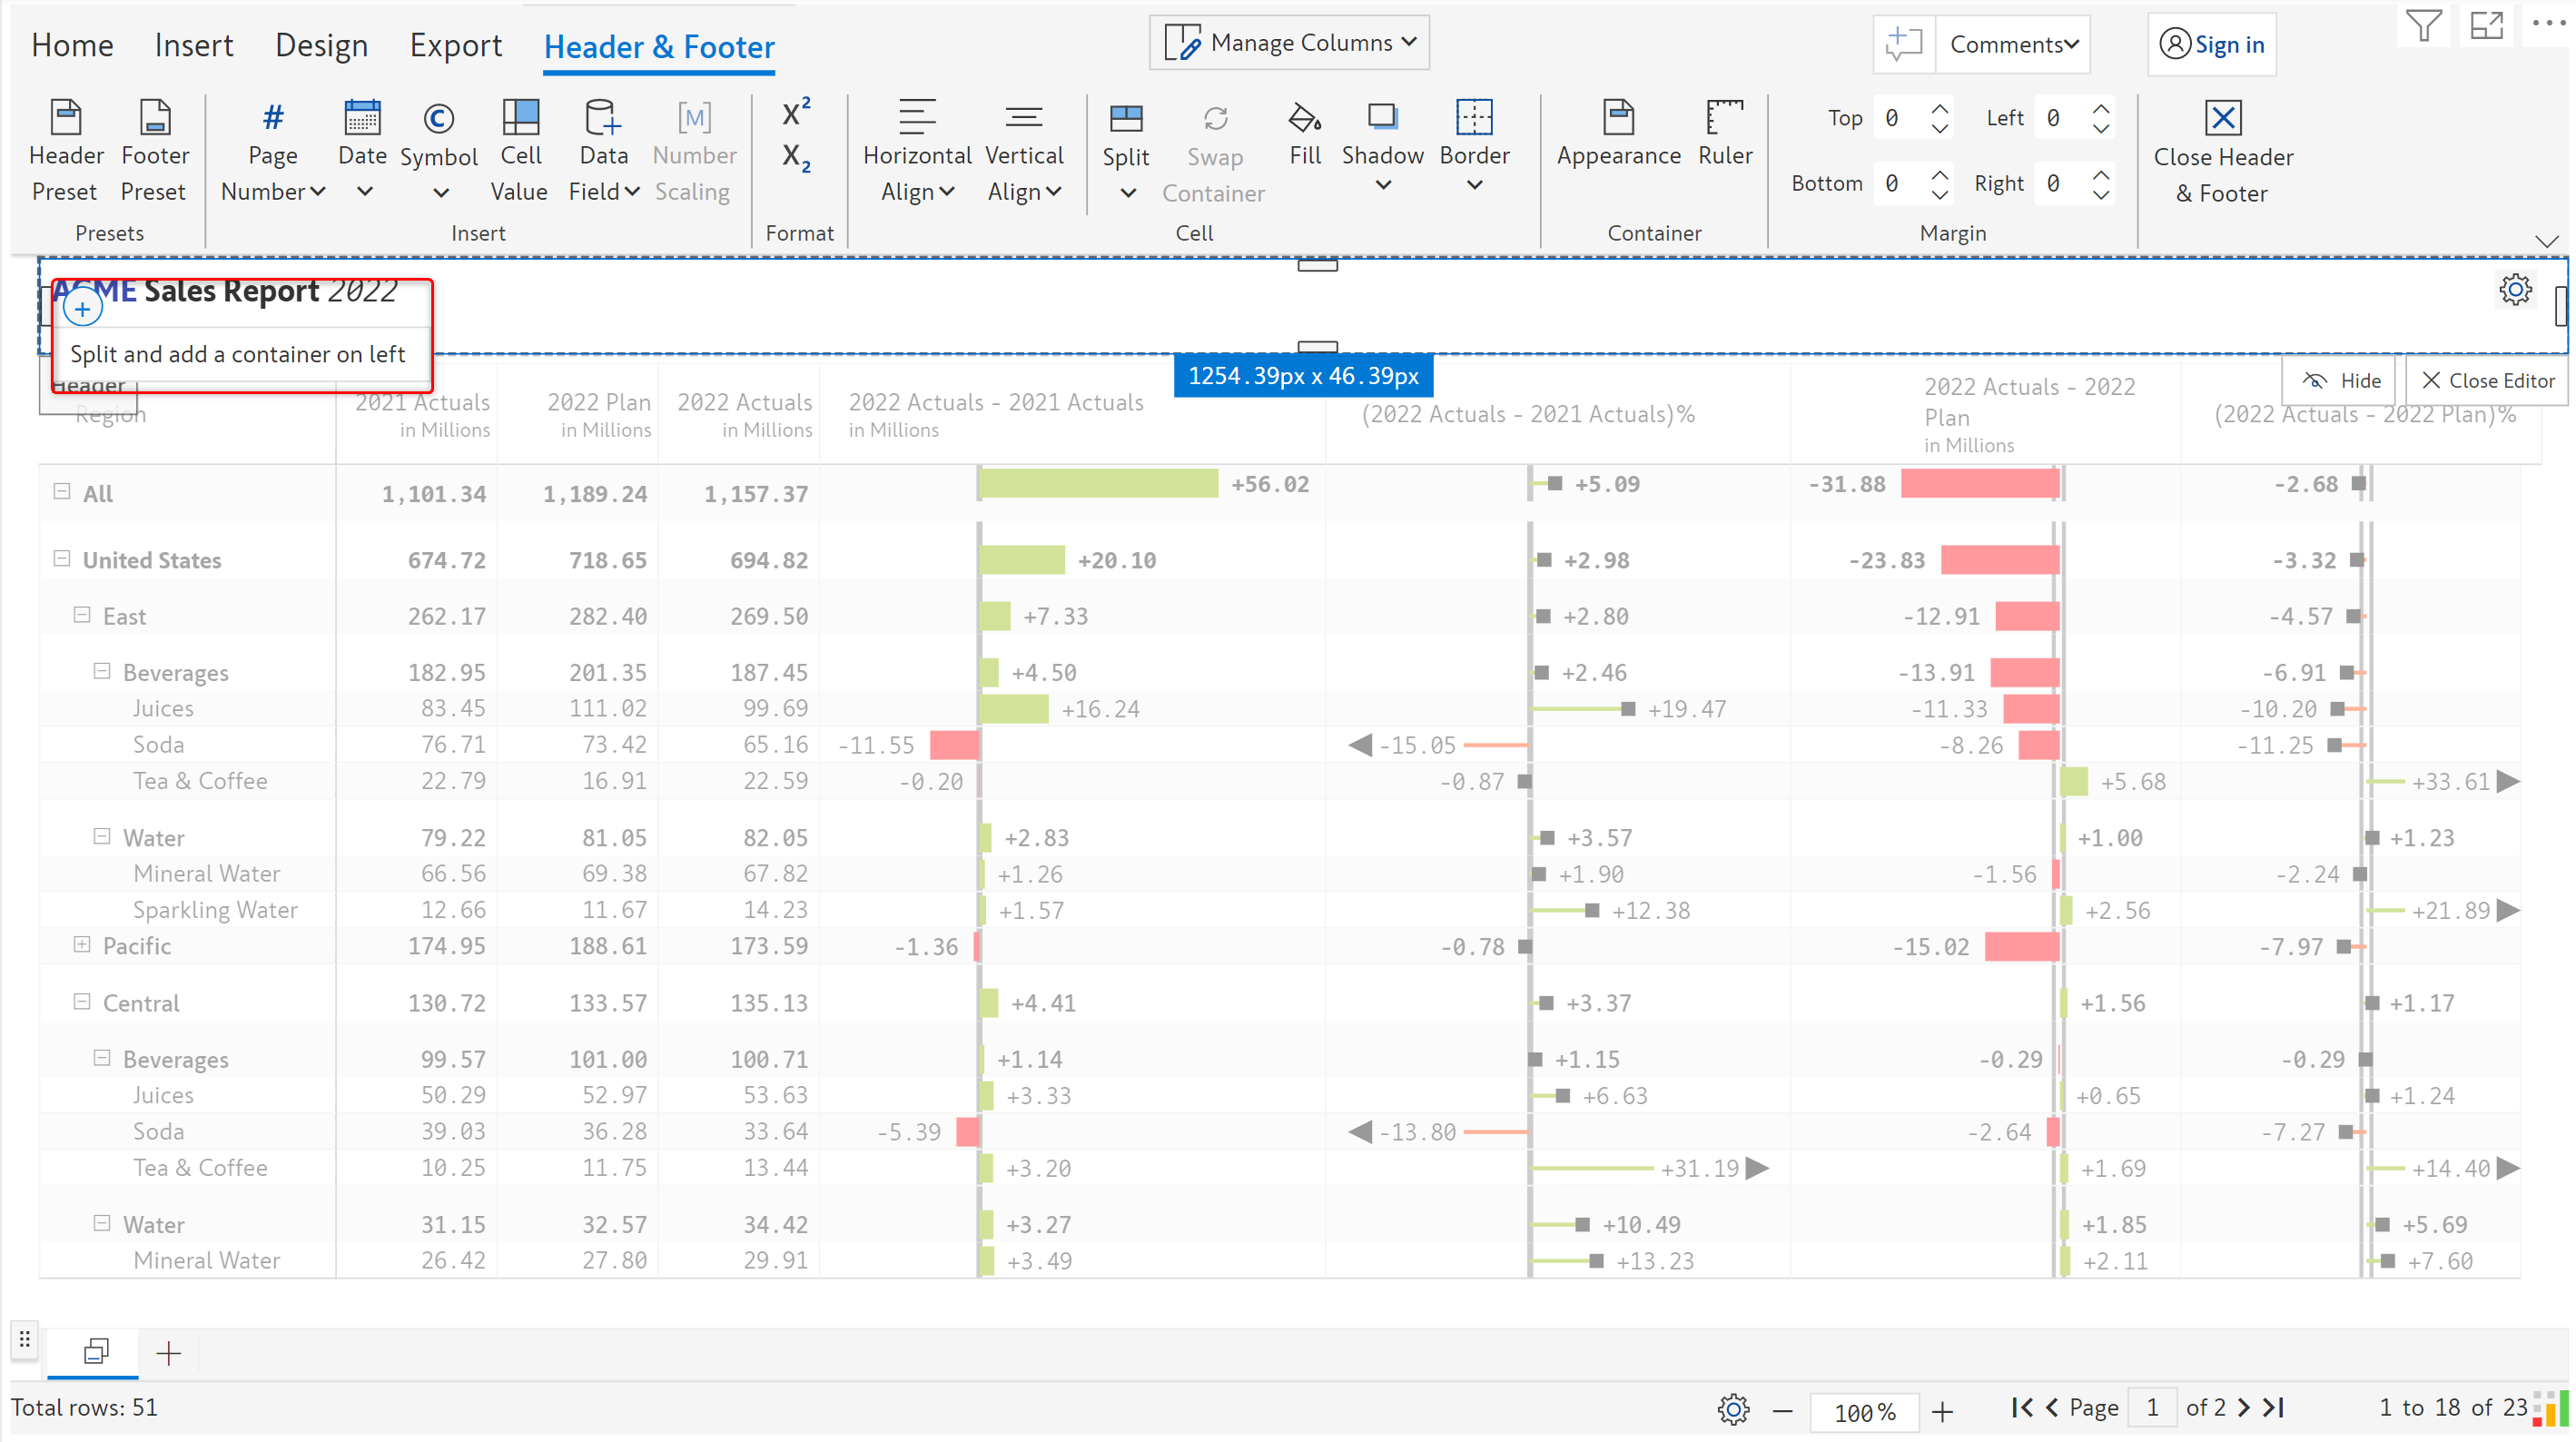 Home Insert Design Export Header & Footer Manage Columns Comments Sign in
Header Preset Footer Preset Page Number Date Symbol Cell Value Data Field Number Scaling X² X₂ Horizontal Align Vertical Align Split Swap Container Fill Shadow Border Appearance Ruler Top 0 Left 0 Bottom 0 Right 0 Close Header & Footer
Presets Insert Format Cell Container Margin
ACME Sales Report 2022
Split and add a container on left
1254.39px x 46.39px
Header
Hide Close Editor
Region 2021 Actuals in Millions 2022 Plan in Millions 2022 Actuals in Millions 2022 Actuals - 2021 Actuals in Millions (2022 Actuals - 2021 Actuals)% 2022 Actuals - 2022 Plan in Millions (2022 Actuals - 2022 Plan)%
All 1,101.34 1,189.24 1,157.37 +56.02 +5.09 -31.88 -2.68
United States 674.72 718.65 694.82 +20.10 +2.98 -23.83 -3.32
East 262.17 282.40 269.50 +7.33 +2.80 -12.91 -4.57
Beverages 182.95 201.35 187.45 +4.50 +2.46 -13.91 -6.91
Juices 83.45 111.02 99.69 +16.24 +19.47 -11.33 -10.20
Soda 76.71 73.42 65.16 -11.55 -15.05 -8.26 -11.25
Tea & Coffee 22.79 16.91 22.59 -0.20 -0.87 +5.68 +33.61
Water 79.22 81.05 82.05 +2.83 +3.57 +1.00 +1.23
Mineral Water 66.56 69.38 67.82 +1.26 +1.90 -1.56 -2.24
Sparkling Water 12.66 11.67 14.23 +1.57 +12.38 +2.56 +21.89
Pacific 174.95 188.61 173.59 -1.36 -0.78 -15.02 -7.97
Central 130.72 133.57 135.13 +4.41 +3.37 +1.56 +1.17
Beverages 99.57 101.00 100.71 +1.14 +1.15 -0.29 -0.29
Juices 50.29 52.97 53.63 +3.33 +6.63 +0.65 +1.24
Soda 39.03 36.28 33.64 -5.39 -13.80 -2.64 -7.27
Tea & Coffee 10.25 11.75 13.44 +3.20 +31.19 +1.69 +14.40
Water 31.15 32.57 34.42 +3.27 +10.49 +1.85 +5.69
Mineral Water 26.42 27.80 29.91 +3.49 +13.23 +2.11 +7.60
Total rows: 51 100% Page 1 of 2 1 to 18 of 23